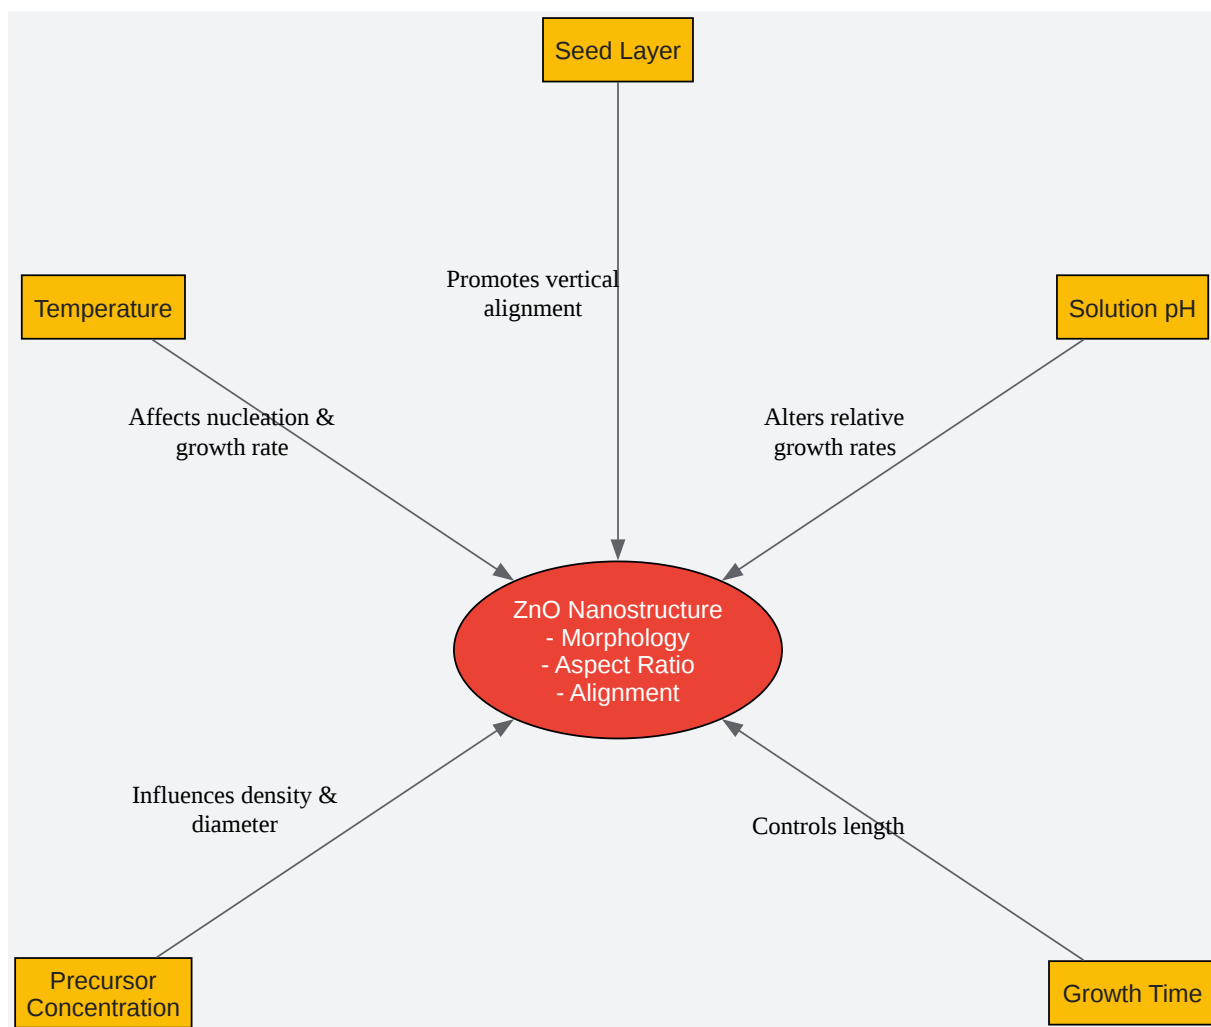 Seed Layer
Promotes vertical
alignment
Temperature
Solution pH
Affects nucleation &
growth rate
Alters relative
growth rates
ZnO Nanostructure
- Morphology
- Aspect Ratio
- Alignment
Influences density &
diameter
Controls length
Precursor
Concentration
Growth Time